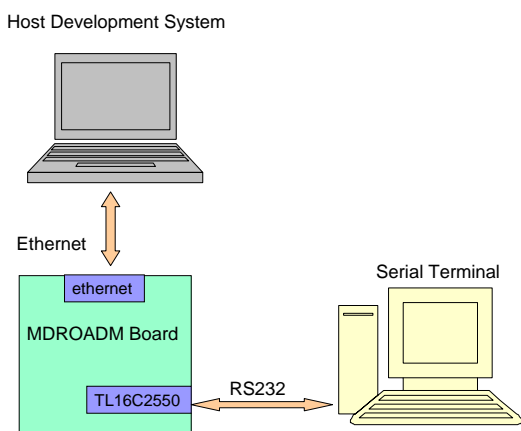 Host Development System
Ethernet
ethernet
Serial Terminal
MDROADM Board
TL16C2550
RS232